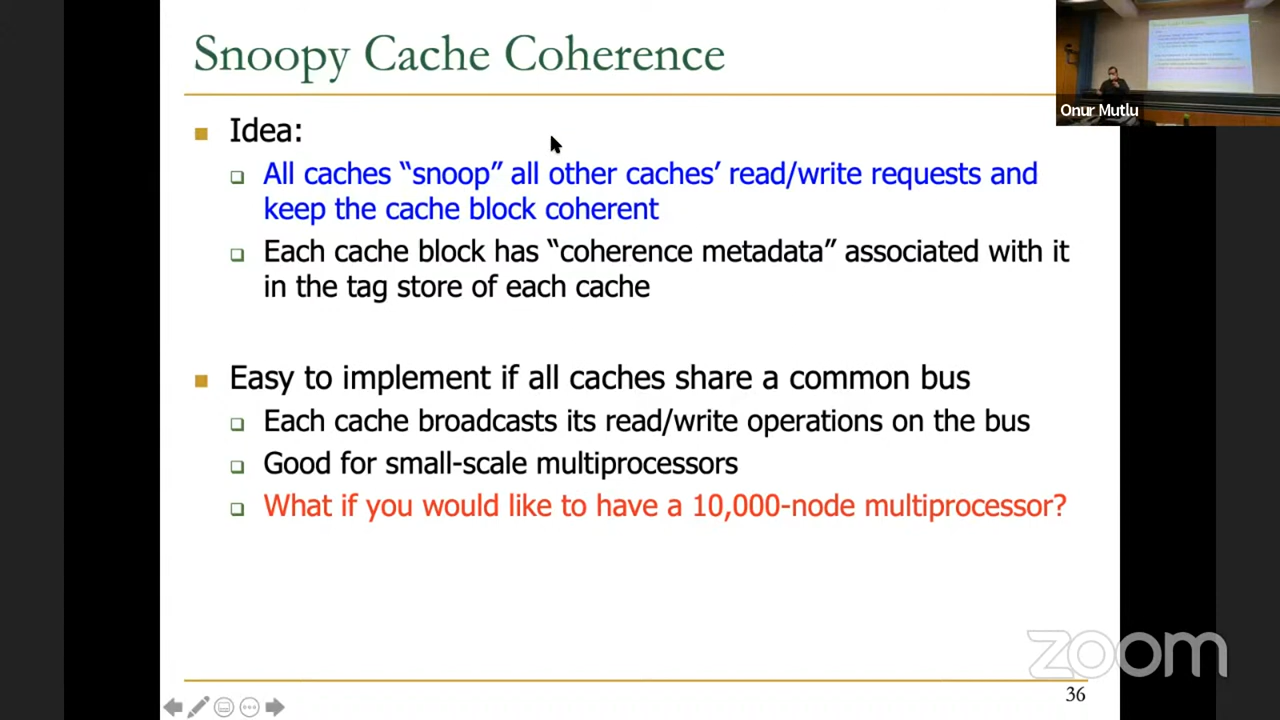 Snoopy Cache Coherence
Onur Mutlu
Idea:
All caches “snoop” all other caches’ read/write requests and
keep the cache block coherent
Each cache block has “coherence metadata” associated with it
in the tag store of each cache
Easy to implement if all caches share a common bus
Each cache broadcasts its read/write operations on the bus
Good for small-scale multiprocessors
What if you would like to have a 10,000-node multiprocessor?
zoom
36